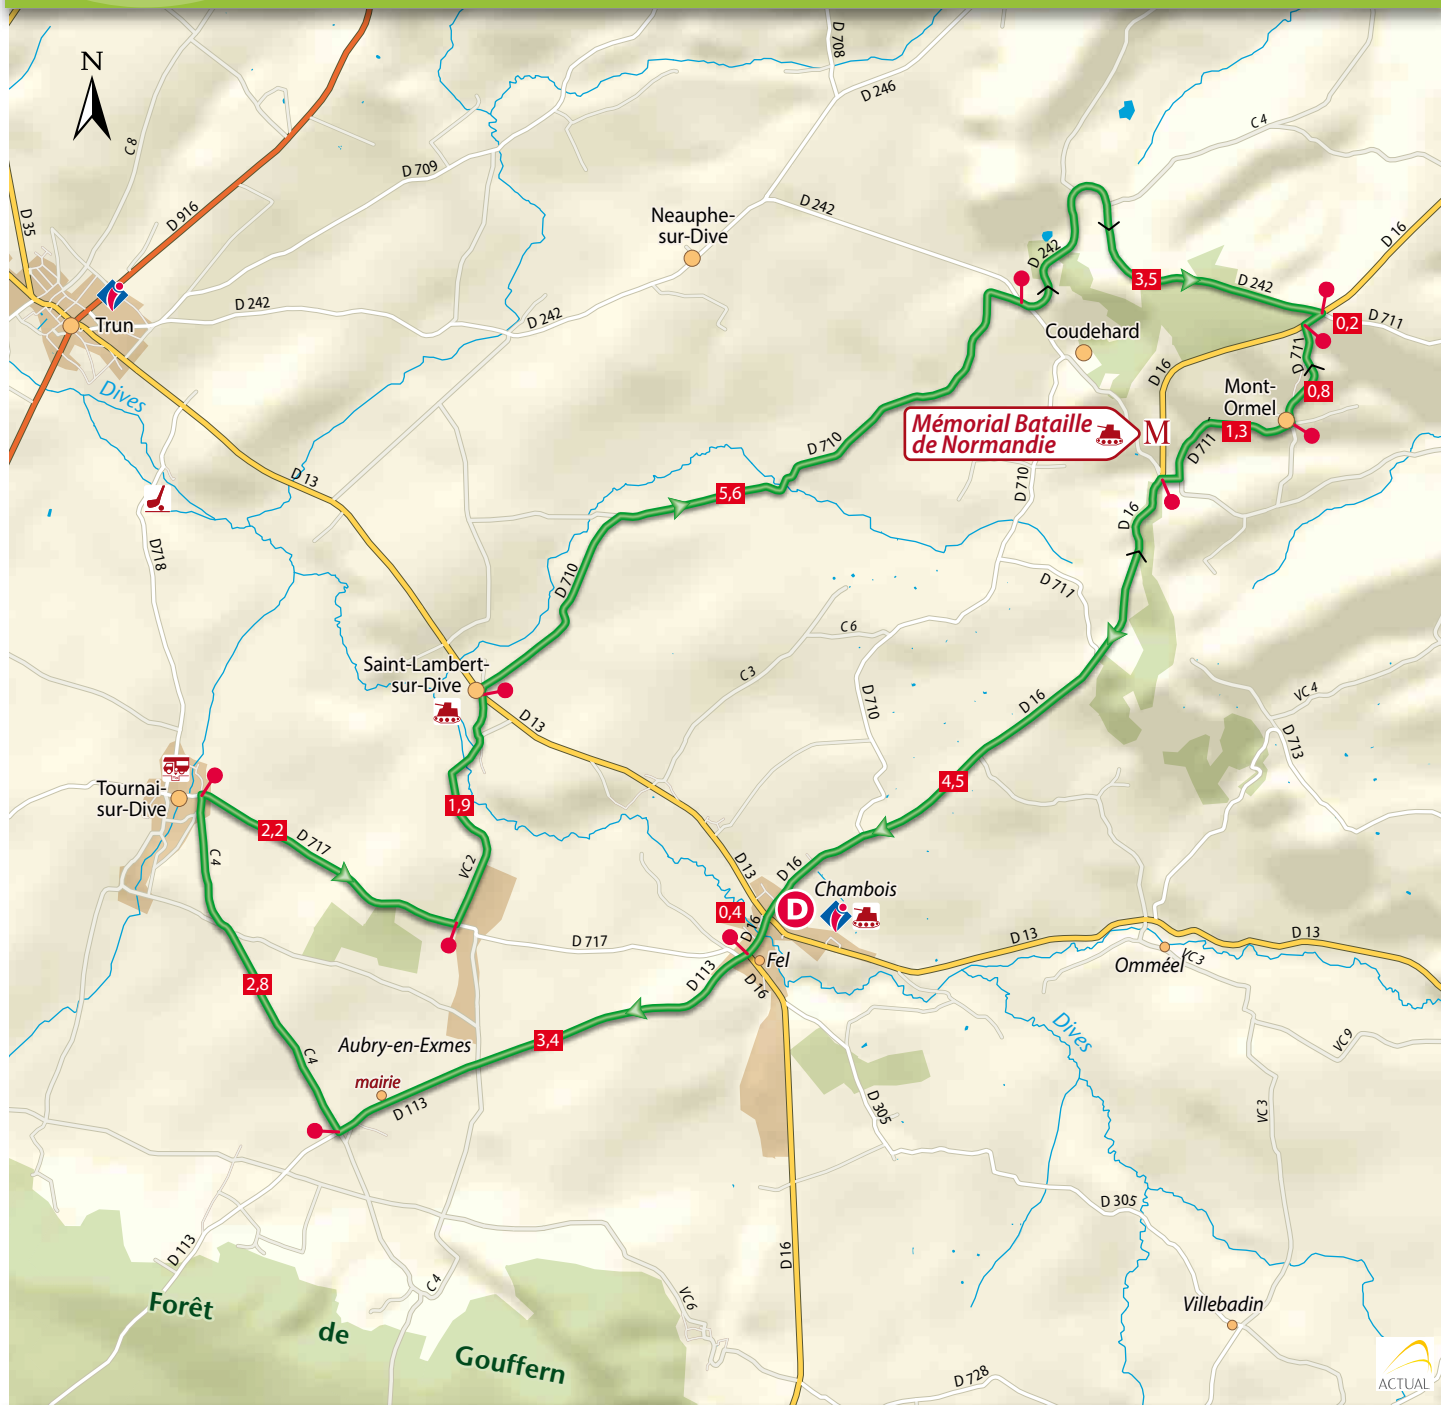 N
D 708
D 246
C 4
C 8
D 709
D 35
D 916
Neauphe-
sur-Dive
D 242
D 242
D 16
3,5
D 242
Trun
D 242
D 242
Coudehard
0,2
D 711
D 711
D 16
Mont-
Ormel
0,8
Dives
Mémorial Bataille
de Normandie
M
1,3
D 711
D 710
D 13
D 710
5,6
D 16
D718
D 710
D 711
C 6
Saint-Lambert-
sur-Dive
C 3
D 710
D 16
VC 4
D 13
D 713
Tournai-
sur-Dive
4,5
1,9
2,2
D 717
C 4
VC 2
D 13
D 16
Chambois
D
0,4
D 16
D 717
D 13
D 13
Fel
Omméel
VC 3
2,8
D 113
D 16
Dives
3,4
Aubry-en-Exmes
C 4
VC 9
mairie
D 113
D 305
VC 3
D 305
D 113
D 16
C 4
VC 6
Forêt
de
Gouffern
Villebadin
D 728
ACTUAL